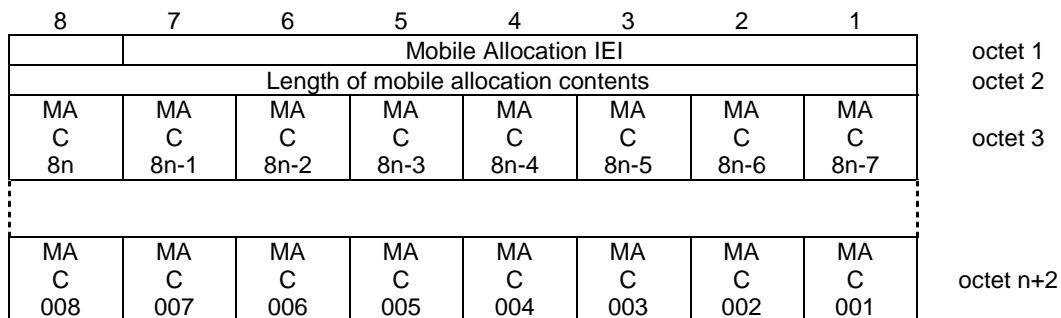 8 7 6 5 4 3 2 1
Mobile Allocation IEI octet 1
Length of mobile allocation contents octet 2
MA MA MA MA MA MA MA MA
C C C C C C C C octet 3
8n 8n-1 8n-2 8n-3 8n-4 8n-5 8n-6 8n-7
MA MA MA MA MA MA MA MA
C C C C C C C C octet n+2
008 007 006 005 004 003 002 001